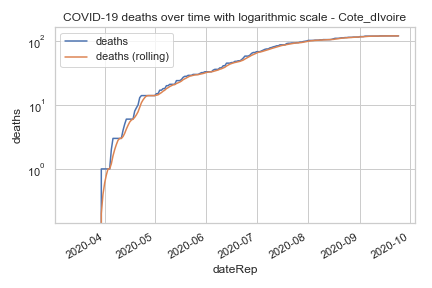 COVID-19 deaths over time with logarithmic scale - Cote_dIvoire
deaths
deaths (rolling)
10²
10¹
10⁰
deaths
2020-04
2020-05
2020-06
2020-07
2020-08
2020-09
2020-10
dateRep